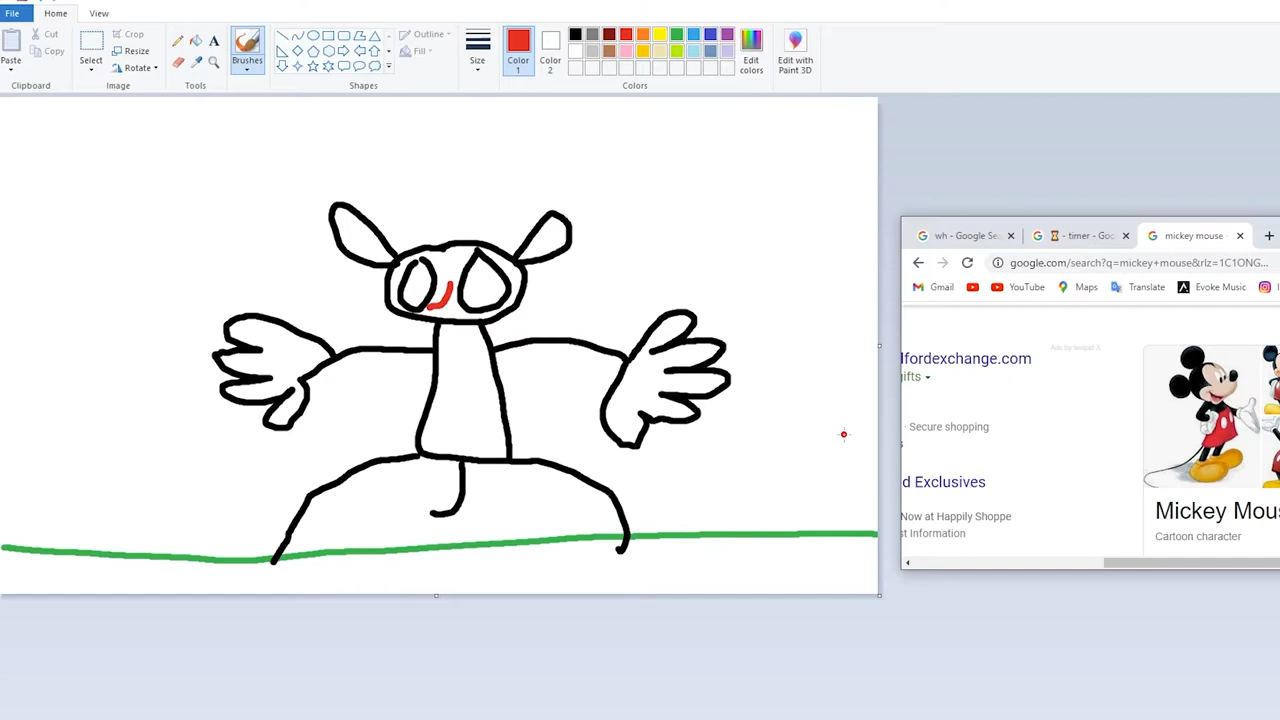 File Home View
Paste
Cut
Copy
Clipboard
Select
Crop
Resize
Rotate
Image
A
Tools
Brushes
Outline
Fill
Shapes
Size
Color
1
Color
2
Edit
colors
Edit with
Paint 3D
Colors
wh - Google Sea
- timer - Goo
mickey mouse -
google.com/search?q=mickey+mouse&rlz=1C1ONG...
Gmail YouTube Maps Translate Evoke Music I
lfordexchange.com
gifts
· Secure shopping
d Exclusives
Now at Happily Shoppe
st Information
Mickey Mous
Cartoon character